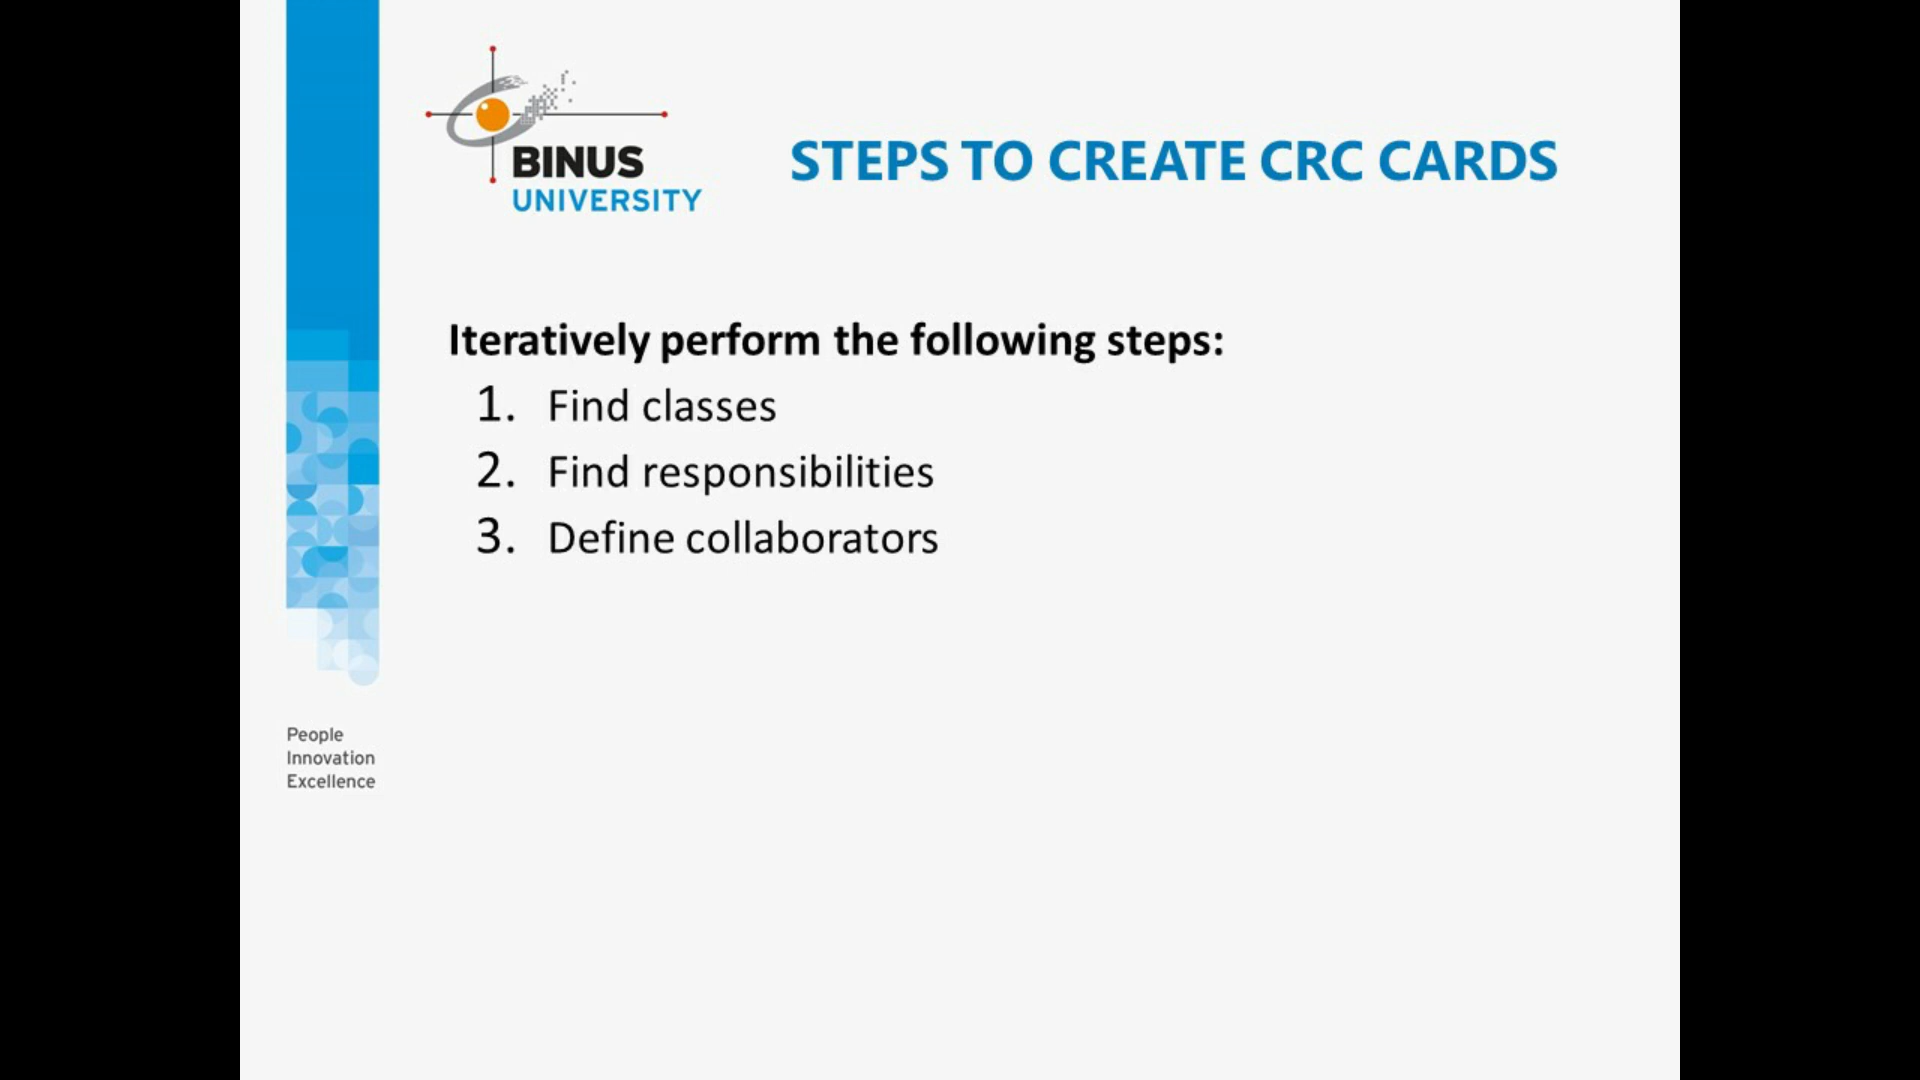 BINUS
UNIVERSITY
STEPS TO CREATE CRC CARDS
Iteratively perform the following steps:
1. Find classes
2. Find responsibilities
3. Define collaborators
People
Innovation
Excellence